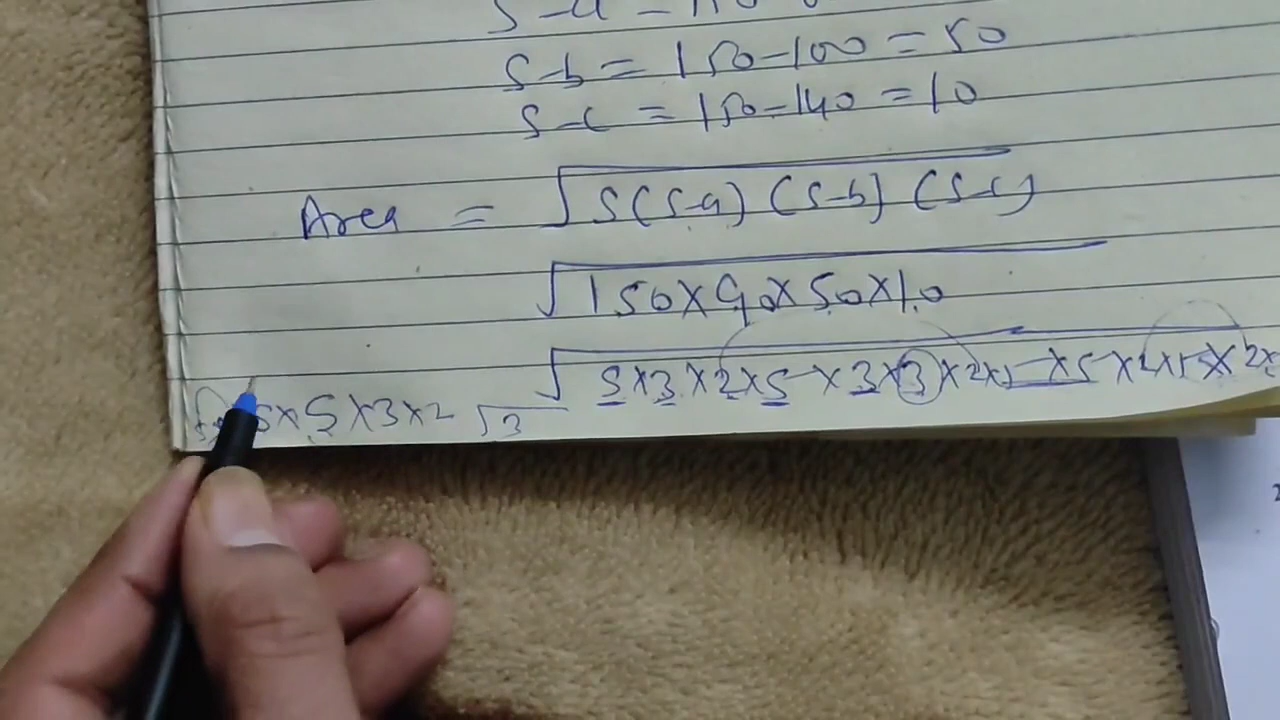 S-b = 150-100 = 50
S-c = 150-140 = 10
Area = √S(S-a) (S-b) (S-c)
√150×90×50×10
√5×3×2×5×3×3×2×5×5×2×5×2×
5×5×3×2 √3